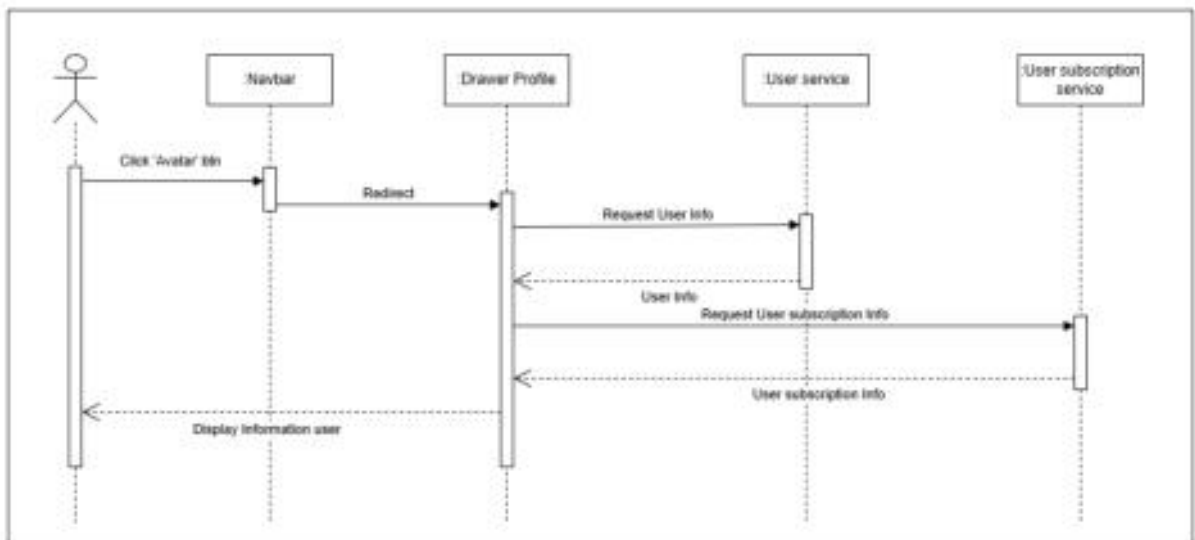 :Navbar
:Drawer Profile
:User service
:User subscription
service
Click 'Avatar' btn
Redirect
Request User Info
User Info
Request User subscription Info
User subscription Info
Display Information user